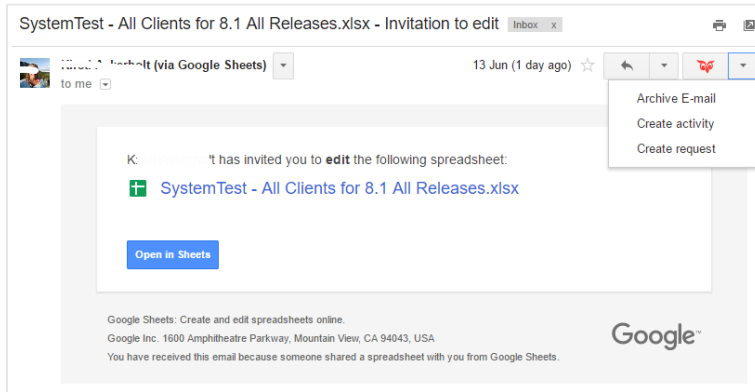 SystemTest - All Clients for 8.1 All Releases.xlsx - Invitation to edit Inbox x
(via Google Sheets) 13 Jun (1 day ago)
to me
Archive E-mail
Create activity
Create request
K: 't has invited you to edit the following spreadsheet:
SystemTest - All Clients for 8.1 All Releases.xlsx
Open in Sheets
Google Sheets: Create and edit spreadsheets online.
Google Inc. 1600 Amphitheatre Parkway, Mountain View, CA 94043, USA
You have received this email because someone shared a spreadsheet with you from Google Sheets.
Google